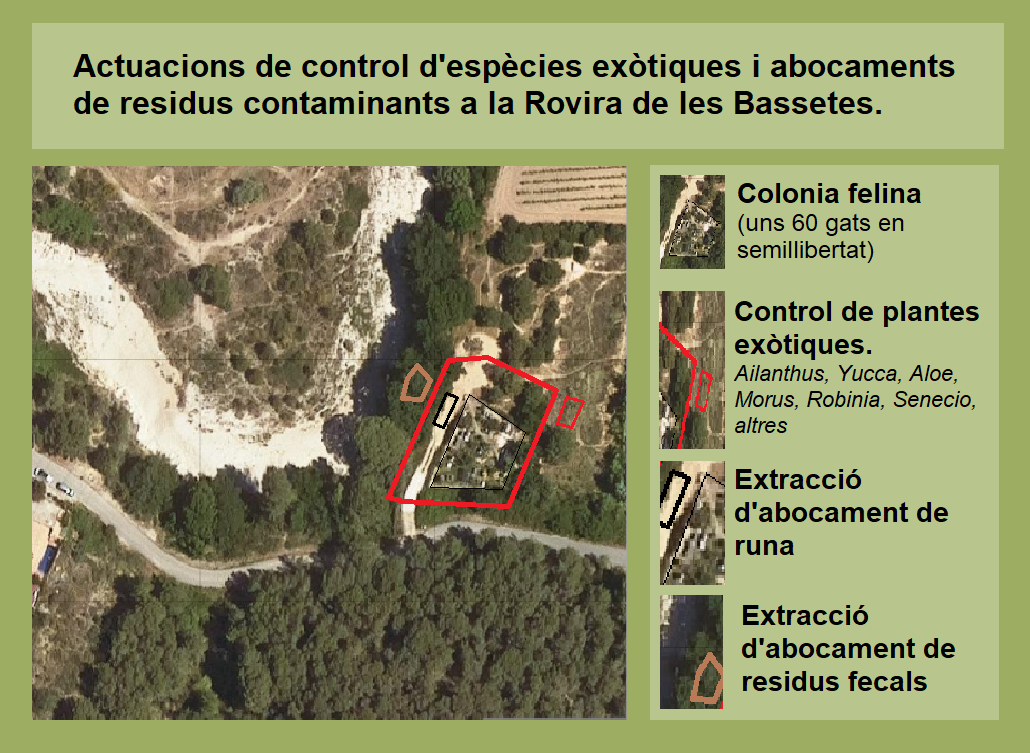 Actuacions de control d'espècies exòtiques i abocaments
de residus contaminants a la Rovira de les Bassetes.
Colonia felina
(uns 60 gats en
semillibertat)
Control de plantes
exòtiques.
Ailanthus, Yucca, Aloe,
Morus, Robinia, Senecio,
altres
Extracció
d'abocament de
runa
Extracció
d'abocament de
residus fecals